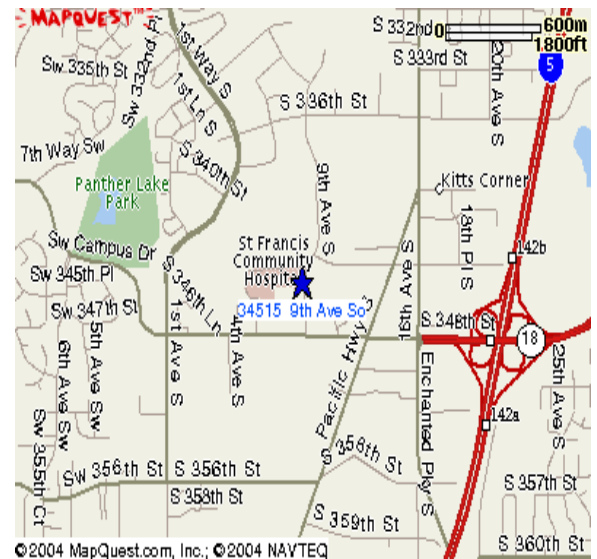 MAPQUEST™
0 600m
1800ft
5
S 332nd
S 333rd St
20th Ave S
Sw 335th St
Sw 332nd Pl
1st Way S
1st Ln S
S 336th St
S 340th St
7th Way Sw
Panther Lake
Park
9th Ave S
Kitts Corner
18th Pl S
16th Ave S
142b
Sw Campus Dr
Sw 345th Pl
Sw 347th St
St Francis
Community
Hospital
34515 9th Ave So
S 346th Ln
1st Ave S
4th Ave S
Pacific Hwy
S 348th St
18
25th Ave S
5th Ave Sw
6th Ave Sw
Enchanted Pky S
142a
Sw 355th Ct
Sw 356th St
S 356th St
S 358th St
S 356th St
S 357th St
S 359th St
S 360th St
©2004 MapQuest.com, Inc.; ©2004 NAVTEQ